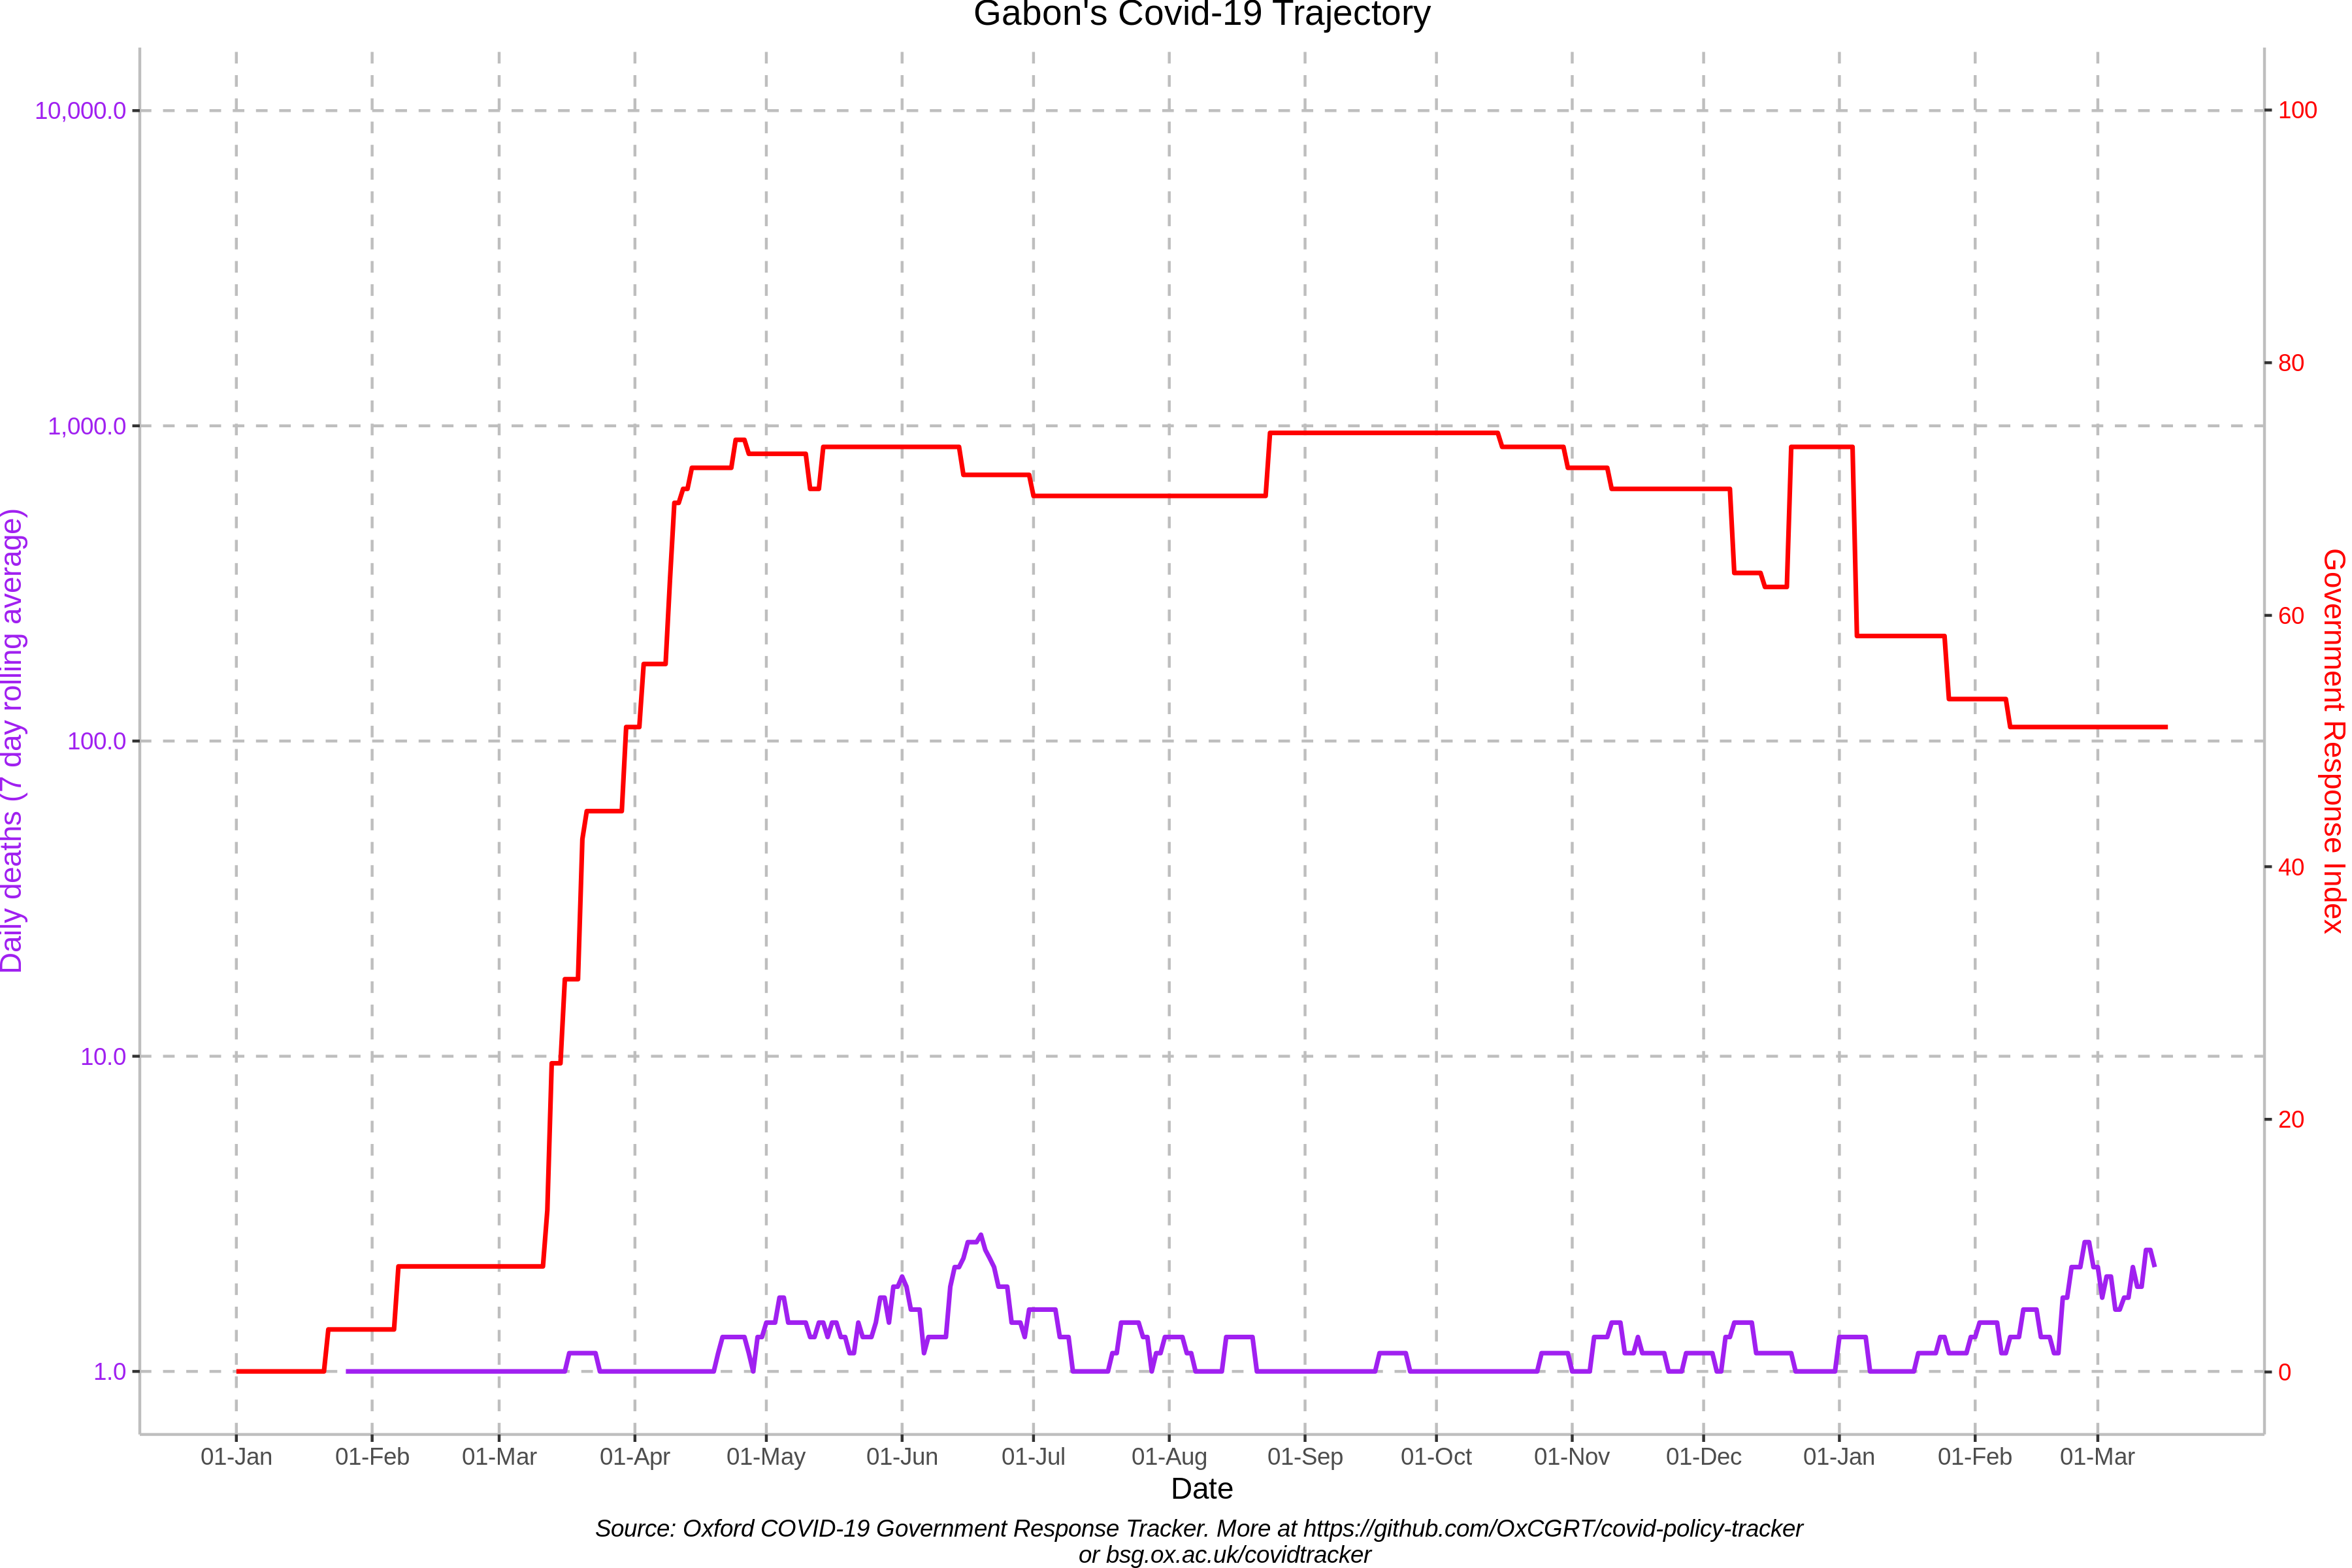 Gabon's Covid-19 Trajectory
10,000.0
1,000.0
100.0
10.0
1.0
Daily deaths (7 day rolling average)
100
80
60
40
20
0
Government Response Index
01-Jan 01-Feb 01-Mar 01-Apr 01-May 01-Jun 01-Jul 01-Aug 01-Sep 01-Oct 01-Nov 01-Dec 01-Jan 01-Feb 01-Mar
Date
Source: Oxford COVID-19 Government Response Tracker. More at https://github.com/OxCGRT/covid-policy-tracker
or bsg.ox.ac.uk/covidtracker